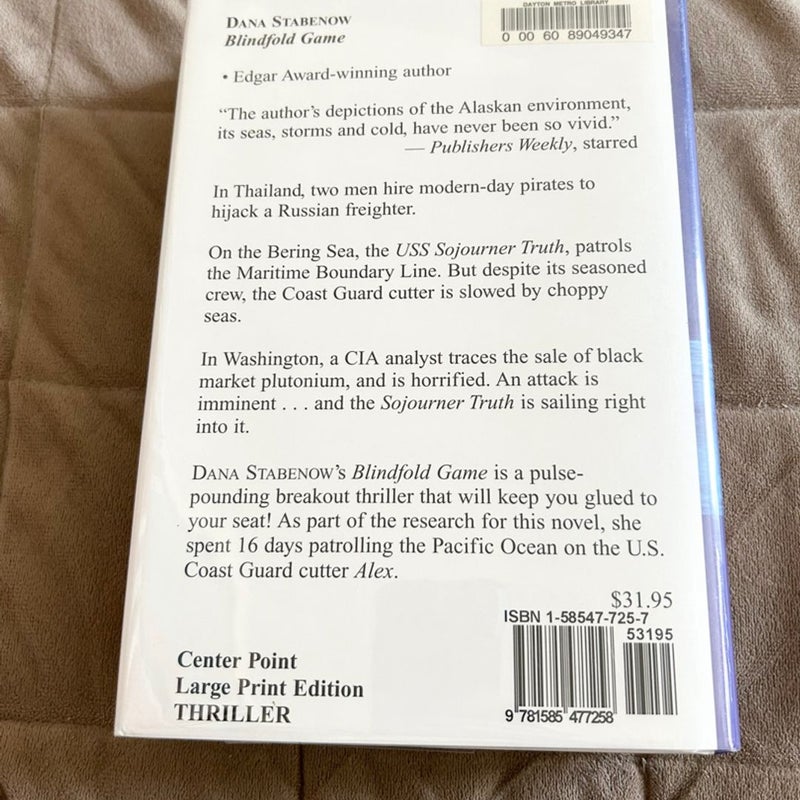 DANA STABENOW
Blindfold Game
DAYTON METRO LIBRARY
0 00 60 89049347
• Edgar Award-winning author
“The author’s depictions of the Alaskan environment,
its seas, storms and cold, have never been so vivid.”
— Publishers Weekly, starred
In Thailand, two men hire modern-day pirates to
hijack a Russian freighter.
On the Bering Sea, the USS Sojourner Truth, patrols
the Maritime Boundary Line. But despite its seasoned
crew, the Coast Guard cutter is slowed by choppy
seas.
In Washington, a CIA analyst traces the sale of black
market plutonium, and is horrified. An attack is
imminent . . . and the Sojourner Truth is sailing right
into it.
DANA STABENOW’S Blindfold Game is a pulse-
pounding breakout thriller that will keep you glued to
your seat! As part of the research for this novel, she
spent 16 days patrolling the Pacific Ocean on the U.S.
Coast Guard cutter Alex.
$31.95
ISBN 1-58547-725-7
53195
9 781585 477258
Center Point
Large Print Edition
THRILLER